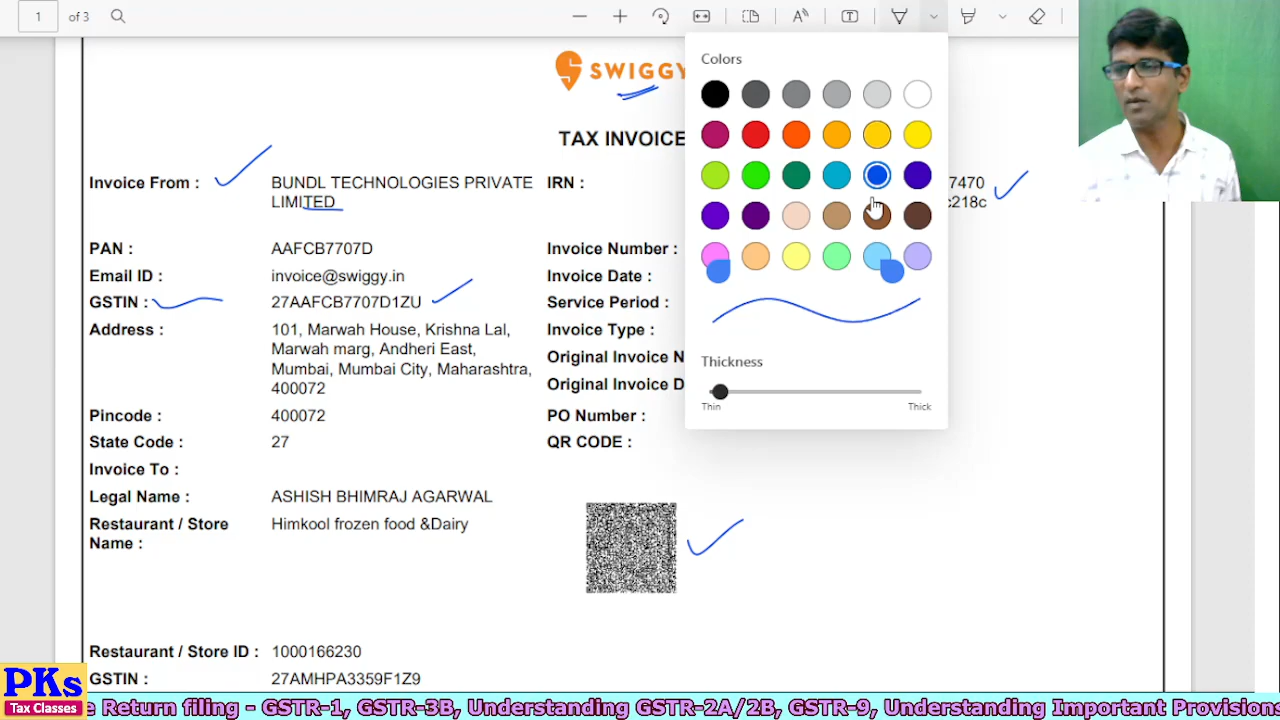 1 of 3
Colors
SWIGGY
TAX INVOICE
Invoice From : BUNDL TECHNOLOGIES PRIVATE IRN : 7470
LIMITED c218c
PAN : AAFCB7707D Invoice Number :
Email ID : invoice@swiggy.in Invoice Date :
GSTIN : 27AAFCB7707D1ZU Service Period :
Address : 101, Marwah House, Krishna Lal, Invoice Type :
Marwah marg, Andheri East, Original Invoice N
Mumbai, Mumbai City, Maharashtra,
400072 Original Invoice D
Thickness
Thin Thick
Pincode : 400072 PO Number :
State Code : 27 QR CODE :
Invoice To :
Legal Name : ASHISH BHIMRAJ AGARWAL
Restaurant / Store Himkool frozen food &Dairy
Name :
Restaurant / Store ID : 1000166230
GSTIN : 27AMHPA3359F1Z9
PKs
Tax Classes
e Return filing - GSTR-1, GSTR-3B, Understanding GSTR-2A/2B, GSTR-9, Understanding Important Provisions